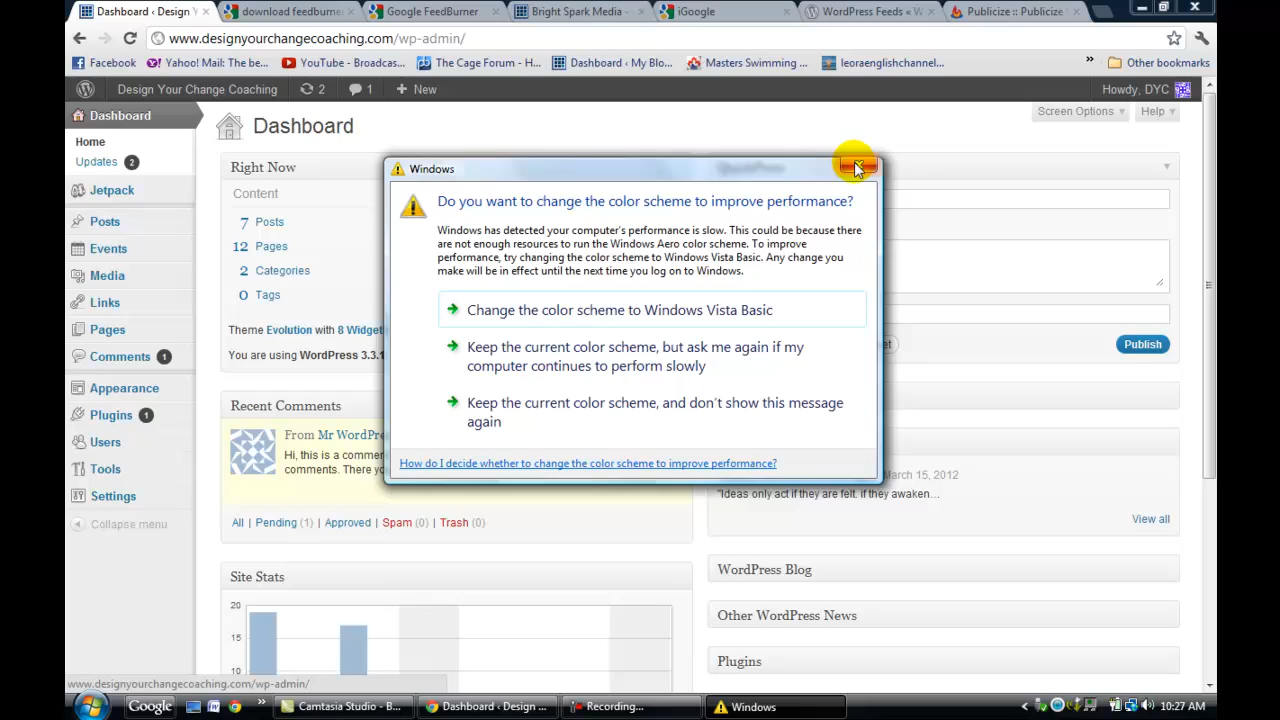 Dashboard ‹ Design Y
download feedburner
Google FeedBurner
Bright Spark Media -
iGoogle
WordPress Feeds « W
Publicize :: Publicize
www.designyourchangecoaching.com/wp-admin/
Facebook
Yahoo! Mail: The be...
YouTube - Broadcas...
The Cage Forum - H...
Dashboard ‹ My Blo...
Masters Swimming ...
leoraenglishchannel...
»
Other bookmarks
Design Your Change Coaching
2
1
+ New
Howdy, DYC
Screen Options
Help
Dashboard
Dashboard
Home
Updates 2
Jetpack
Posts
Events
Media
Links
Pages
Comments 1
Appearance
Plugins 1
Users
Tools
Settings
Collapse menu
Right Now
Content
7 Posts
12 Pages
2 Categories
0 Tags
Theme Evolution with 8 Widget
You are using WordPress 3.3.1
Recent Comments
From Mr WordPre
Hi, this is a comme
comments. There yo
All | Pending (1) | Approved | Spam (0) | Trash (0)
Site Stats
20
15
10
QuickPress
et
Publish
Windows
Do you want to change the color scheme to improve performance?
Windows has detected your computer's performance is slow. This could be because there
are not enough resources to run the Windows Aero color scheme. To improve
performance, try changing the color scheme to Windows Vista Basic. Any change you
make will be in effect until the next time you log on to Windows.
Change the color scheme to Windows Vista Basic
Keep the current color scheme, but ask me again if my
computer continues to perform slowly
Keep the current color scheme, and don't show this message
again
How do I decide whether to change the color scheme to improve performance?
March 15, 2012
"Ideas only act if they are felt. if they awaken…
View all
WordPress Blog
Other WordPress News
Plugins
www.designyourchangecoaching.com/wp-admin/
Google
»
Camtasia Studio - B...
Dashboard ‹ Design ...
Recording...
Windows
10:27 AM